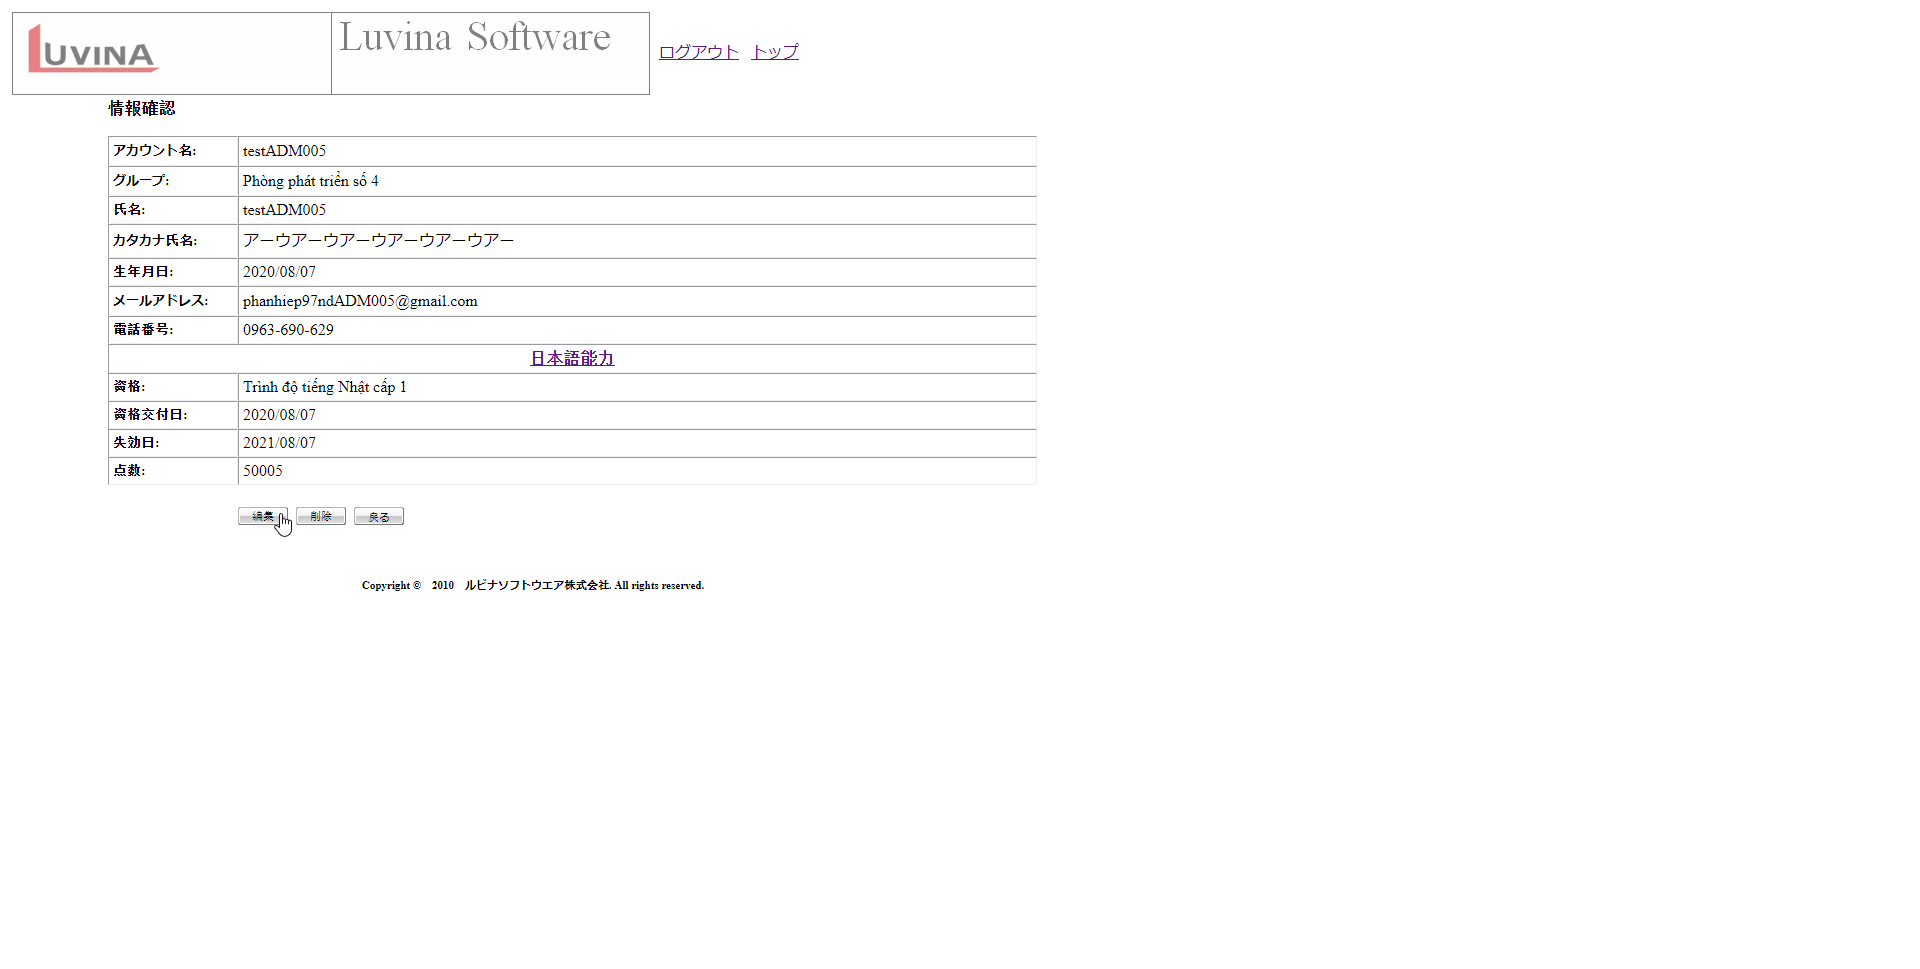 LUVINA
Luvina Software
ログアウト トップ
情報確認
アカウント名: testADM005
グループ: Phòng phát triển số 4
氏名: testADM005
カタカナ氏名: アーウアーウアーウアーウアーウアー
生年月日: 2020/08/07
メールアドレス: phanhiep97ndADM005@gmail.com
電話番号: 0963-690-629
日本語能力
資格: Trình độ tiếng Nhật cấp 1
資格交付日: 2020/08/07
失効日: 2021/08/07
点数: 50005
編集 削除 戻る
Copyright © 2010 ルビナソフトウエア株式会社. All rights reserved.